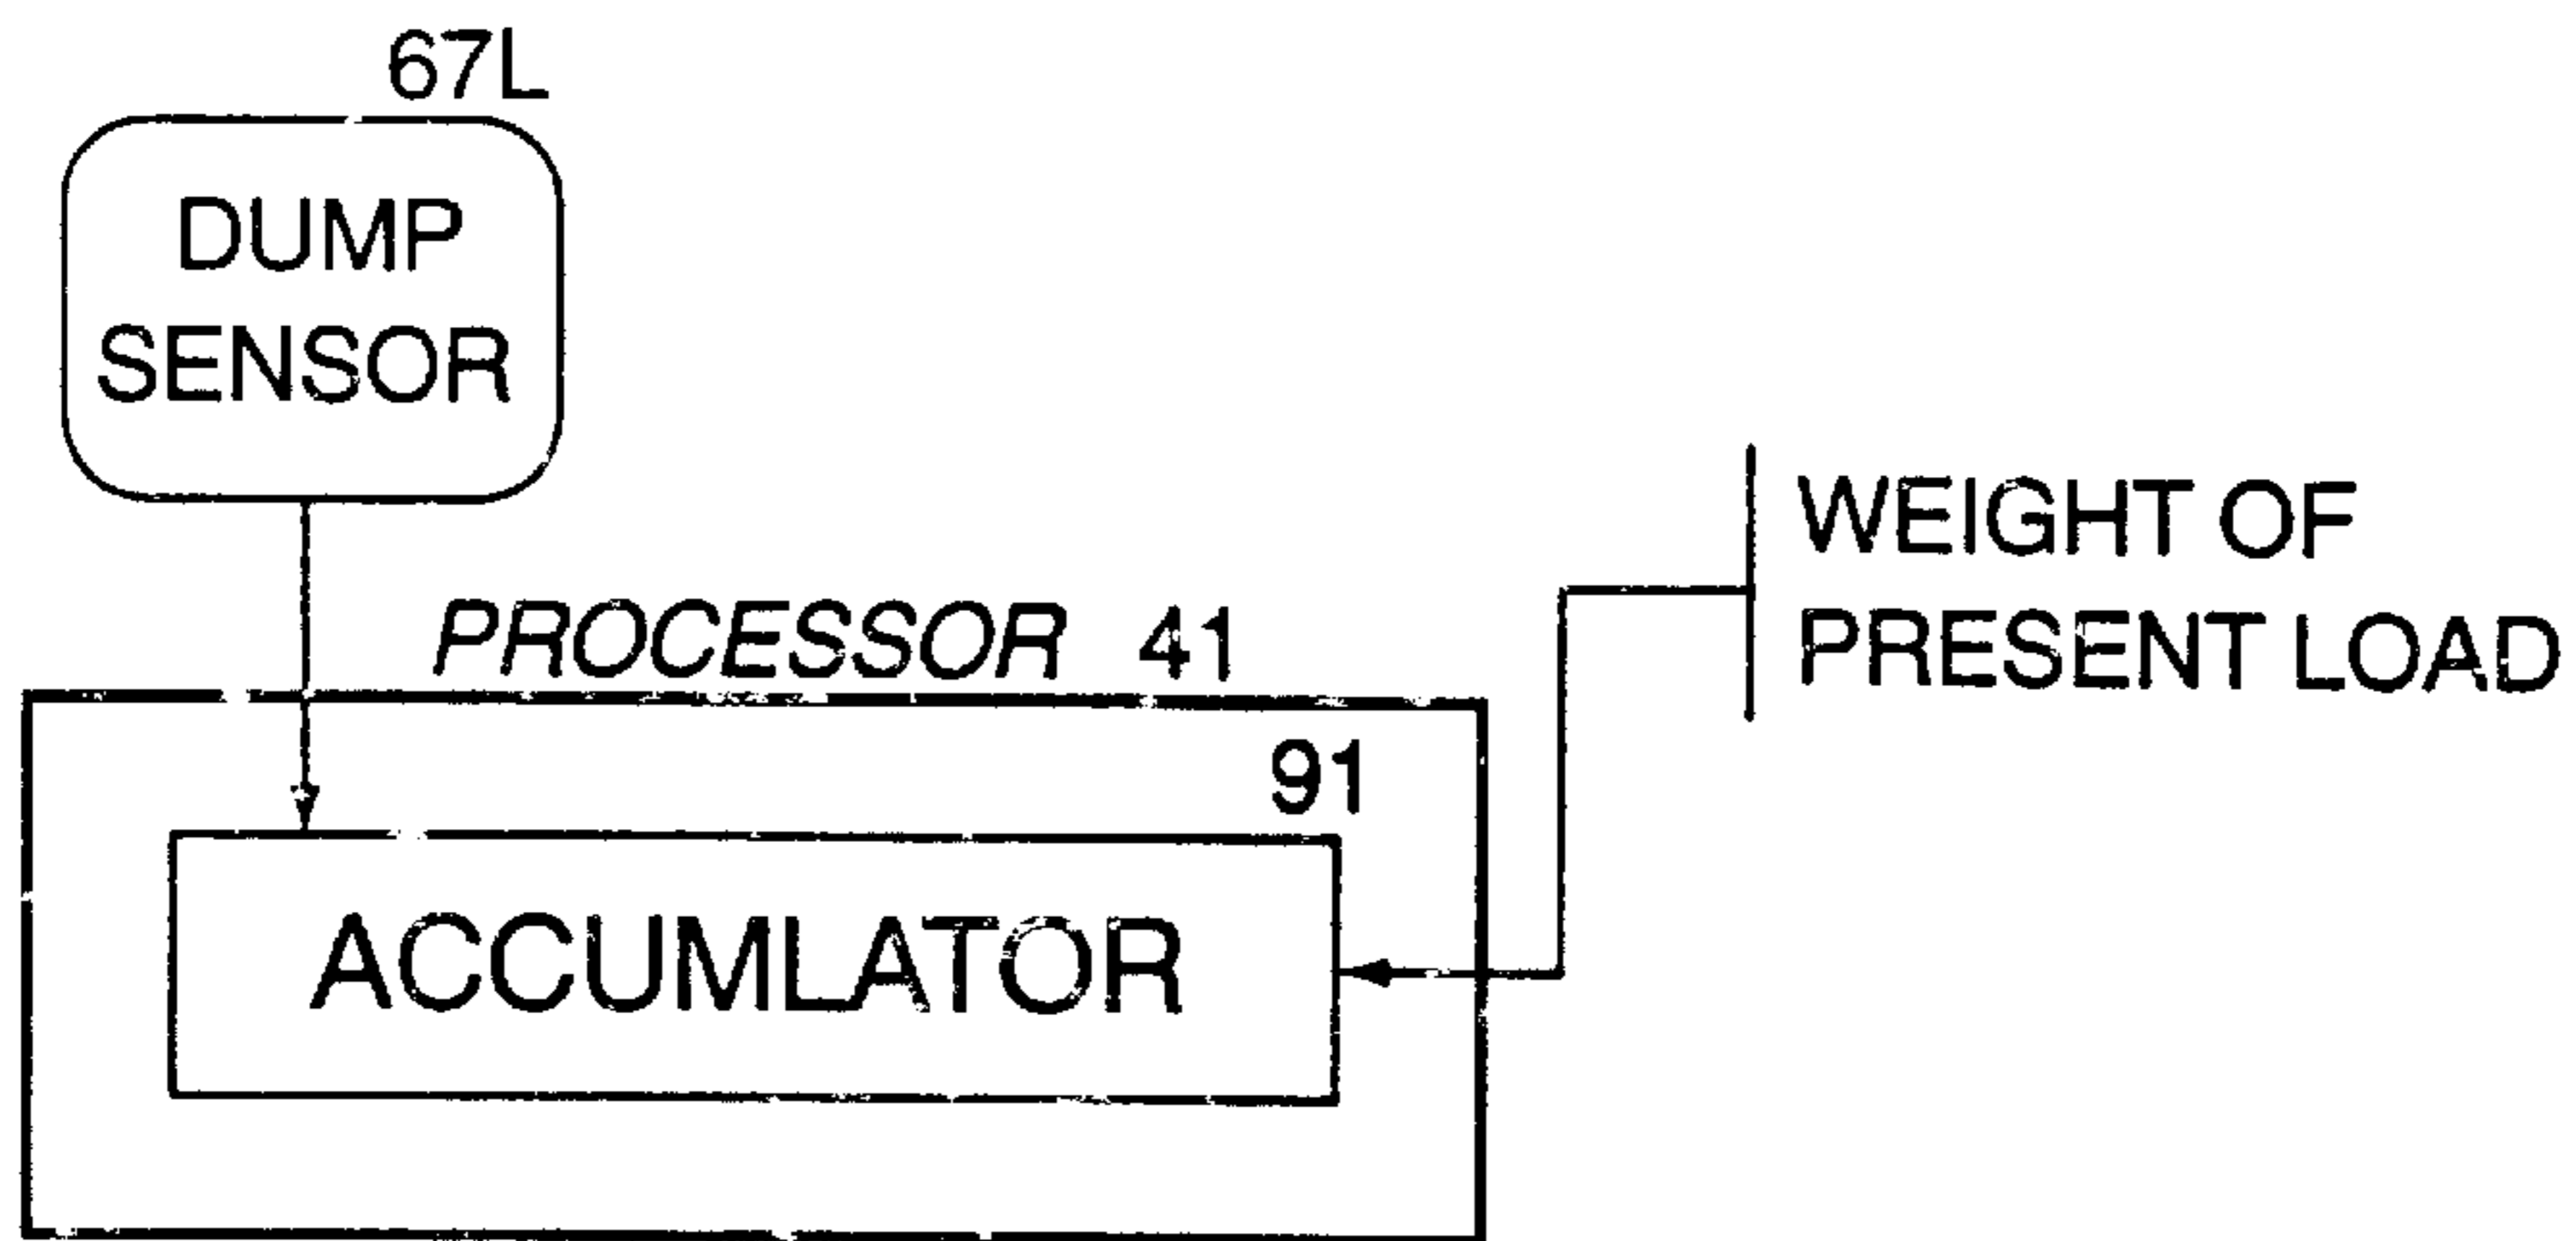 67L
DUMP
SENSOR
WEIGHT OF
PRESENT LOAD
PROCESSOR 41
91
ACCUMLATOR